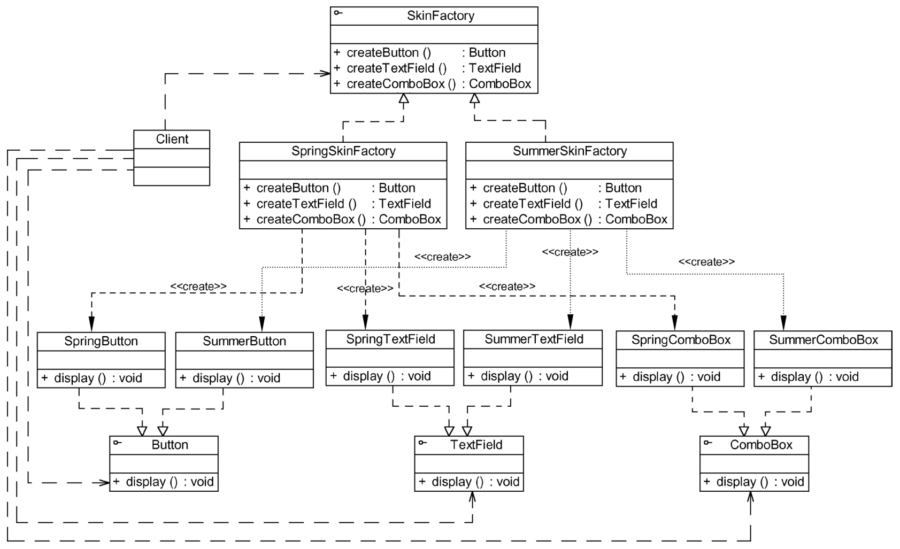 SkinFactory
+ createButton () : Button
+ createTextField () : TextField
+ createComboBox () : ComboBox
Client
SpringSkinFactory
+ createButton () : Button
+ createTextField () : TextField
+ createComboBox () : ComboBox
SummerSkinFactory
+ createButton () : Button
+ createTextField () : TextField
+ createComboBox () : ComboBox
<<create>>
<<create>>
<<create>>
<<create>>
<<create>>
<<create>>
SpringButton
+ display () : void
SummerButton
+ display () : void
SpringTextField
+ display () : void
SummerTextField
+ display () : void
SpringComboBox
+ display () : void
SummerComboBox
+ display () : void
Button
+ display () : void
TextField
+ display () : void
ComboBox
+ display () : void